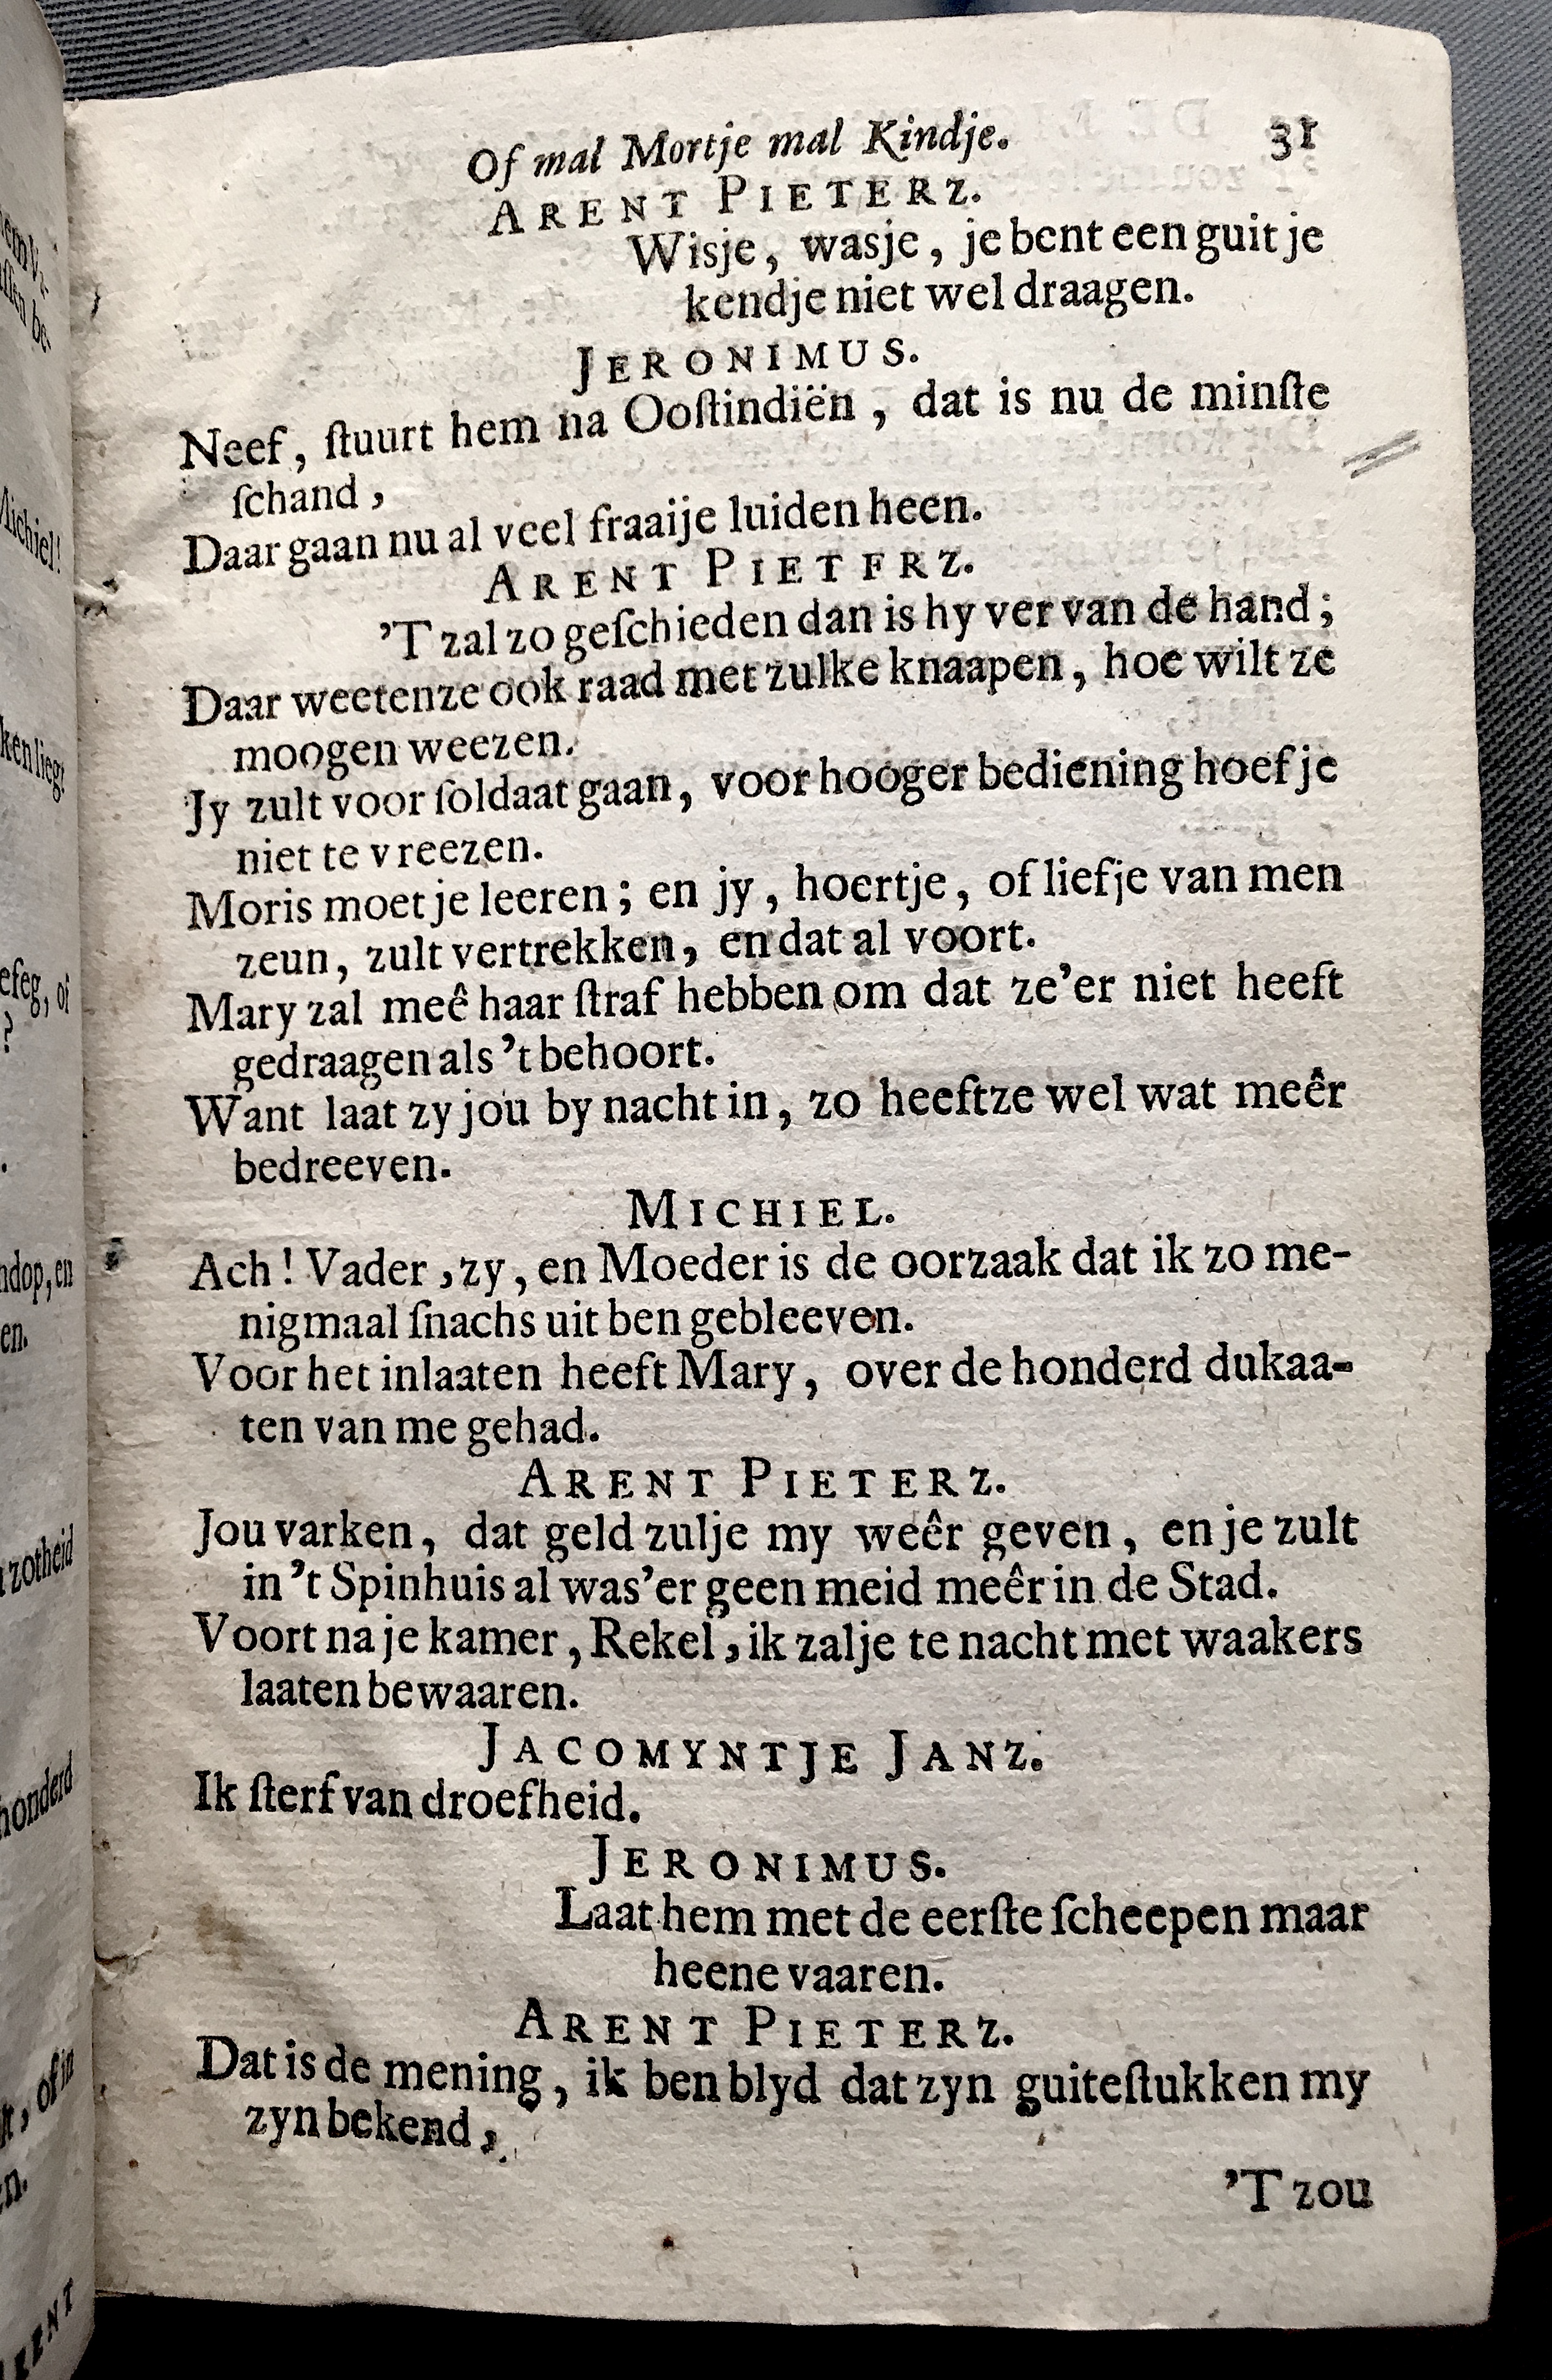 Of mal Mortje mal Kindje. 31
ARENT PIETERZ.
Wisje, wasje, je bent een guit je
kendje niet wel draagen.
JERONIMUS.
Neef, ſtuurt hem na Ooſtindiën, dat is nu de minſte
ſchand,
Daar gaan nu al veel fraaije luiden heen.
ARENT PIETFRZ.
'T zal zo geſchieden dan is hy ver van de hand;
Daar weetenze ook raad met zulke knaapen, hoe wilt ze
moogen weezen.
Jy zult voor ſoldaat gaan, voor hooger bediening hoef je
niet te vreezen.
Moris moet je leeren; en jy, hoertje, of liefje van men
zeun, zult vertrekken, en dat al voort.
Mary zal meê haar ſtraf hebben om dat ze'er niet heeft
gedraagen als 't behoort.
Want laat zy jou by nacht in, zo heeftze wel wat meêr
bedreeven.
MICHIEL.
Ach! Vader, zy, en Moeder is de oorzaak dat ik zo me-
nigmaal ſnachs uit ben gebleeven.
Voor het inlaaten heeft Mary, over de honderd dukaa-
ten van me gehad.
ARENT PIETERZ.
Jou varken, dat geld zulje my weêr geven, en je zult
in 't Spinhuis al was'er geen meid meêr in de Stad.
Voort na je kamer, Rekel, ik zalje te nacht met waakers
laaten bewaaren.
JACOMYNTJE JANZ.
Ik ſterf van droefheid.
JERONIMUS.
Laat hem met de eerſte ſcheepen maar
heene vaaren.
ARENT PIETERZ.
Dat is de mening, ik ben blyd dat zyn guiteſtukken my
zyn bekend,
'T zou